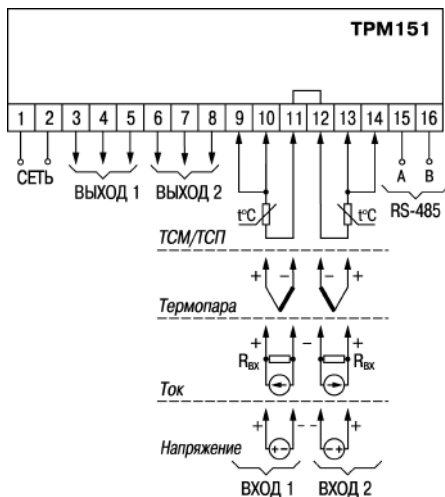 ТРМ151
1 2 3 4 5 6 7 8 9 10 11 12 13 14 15 16
СЕТЬ
ВЫХОД 1
ВЫХОД 2
A B
RS-485
t°C t°C
ТСМ/ТСП
+ - - +
Термопара
+ - +
Rвх Rвх
Ток
+ - - +
+- -+
Напряжение
ВХОД 1 ВХОД 2